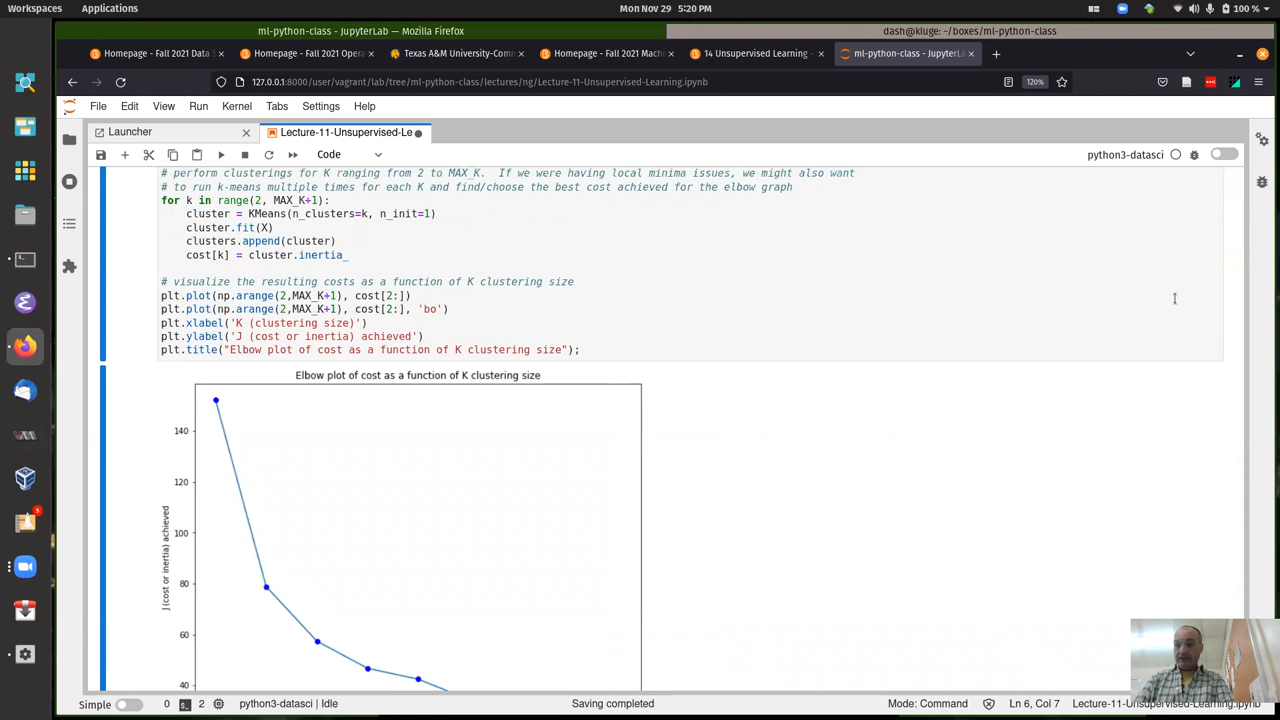 Workspaces Applications Mon Nov 29 5:20 PM 100 %
ml-python-class - JupyterLab — Mozilla Firefox dash@kluge: ~/boxes/ml-python-class
Homepage - Fall 2021 Data S Homepage - Fall 2021 Opera Texas A&M University-Comm Homepage - Fall 2021 Machi 14 Unsupervised Learning - ml-python-class - JupyterLab
127.0.0.1:8000/user/vagrant/lab/tree/ml-python-class/lectures/ng/Lecture-11-Unsupervised-Learning.ipynb 120%
File Edit View Run Kernel Tabs Settings Help
Launcher Lecture-11-Unsupervised-Le
Code python3-datasci
# perform clusterings for K ranging from 2 to MAX_K. If we were having local minima issues, we might also want
# to run k-means multiple times for each K and find/choose the best cost achieved for the elbow graph
for k in range(2, MAX_K+1):
cluster = KMeans(n_clusters=k, n_init=1)
cluster.fit(X)
clusters.append(cluster)
cost[k] = cluster.inertia_
# visualize the resulting costs as a function of K clustering size
plt.plot(np.arange(2,MAX_K+1), cost[2:])
plt.plot(np.arange(2,MAX_K+1), cost[2:], 'bo')
plt.xlabel('K (clustering size)')
plt.ylabel('J (cost or inertia) achieved')
plt.title("Elbow plot of cost as a function of K clustering size");
Elbow plot of cost as a function of K clustering size
140
120
100
80
60
40
J (cost or inertia) achieved
Simple 0 2 python3-datasci | Idle Saving completed Mode: Command Ln 6, Col 7 Lecture-11-Unsupervised-Learning.ipynb